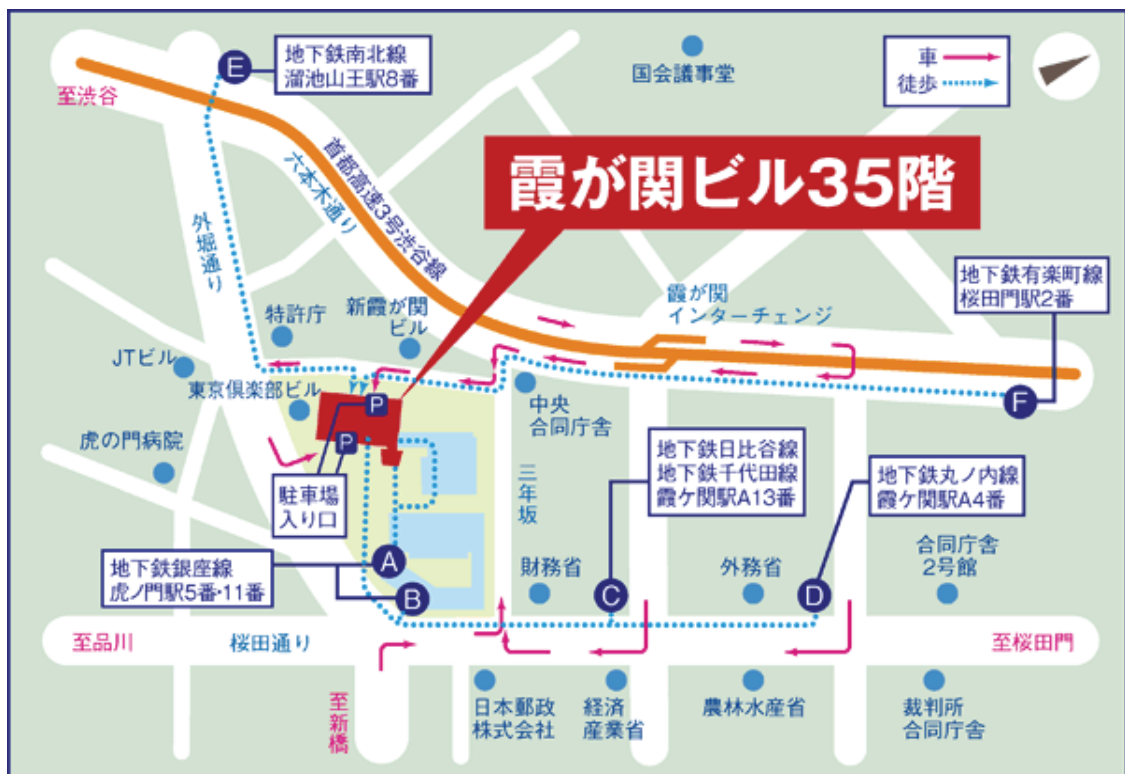 地下鉄南北線
溜池山王駅8番
E
国会議事堂
車
徒歩
至渋谷
首都高速3号渋谷線
六本木通り
霞が関ビル35階
外堀通り
地下鉄有楽町線
桜田門駅2番
霞が関
インターチェンジ
特許庁
新霞が関
ビル
JTビル
東京倶楽部ビル
P
P
F
中央
合同庁舎
虎の門病院
地下鉄日比谷線
地下鉄千代田線
霞ケ関駅A13番
地下鉄丸ノ内線
霞ケ関駅A4番
駐車場
入り口
三年坂
合同庁舎
2号館
地下鉄銀座線
虎ノ門駅5番・11番
A
B
財務省
C
外務省
D
至品川
桜田通り
至桜田門
至新橋
日本郵政
株式会社
経済
産業省
農林水産省
裁判所
合同庁舎